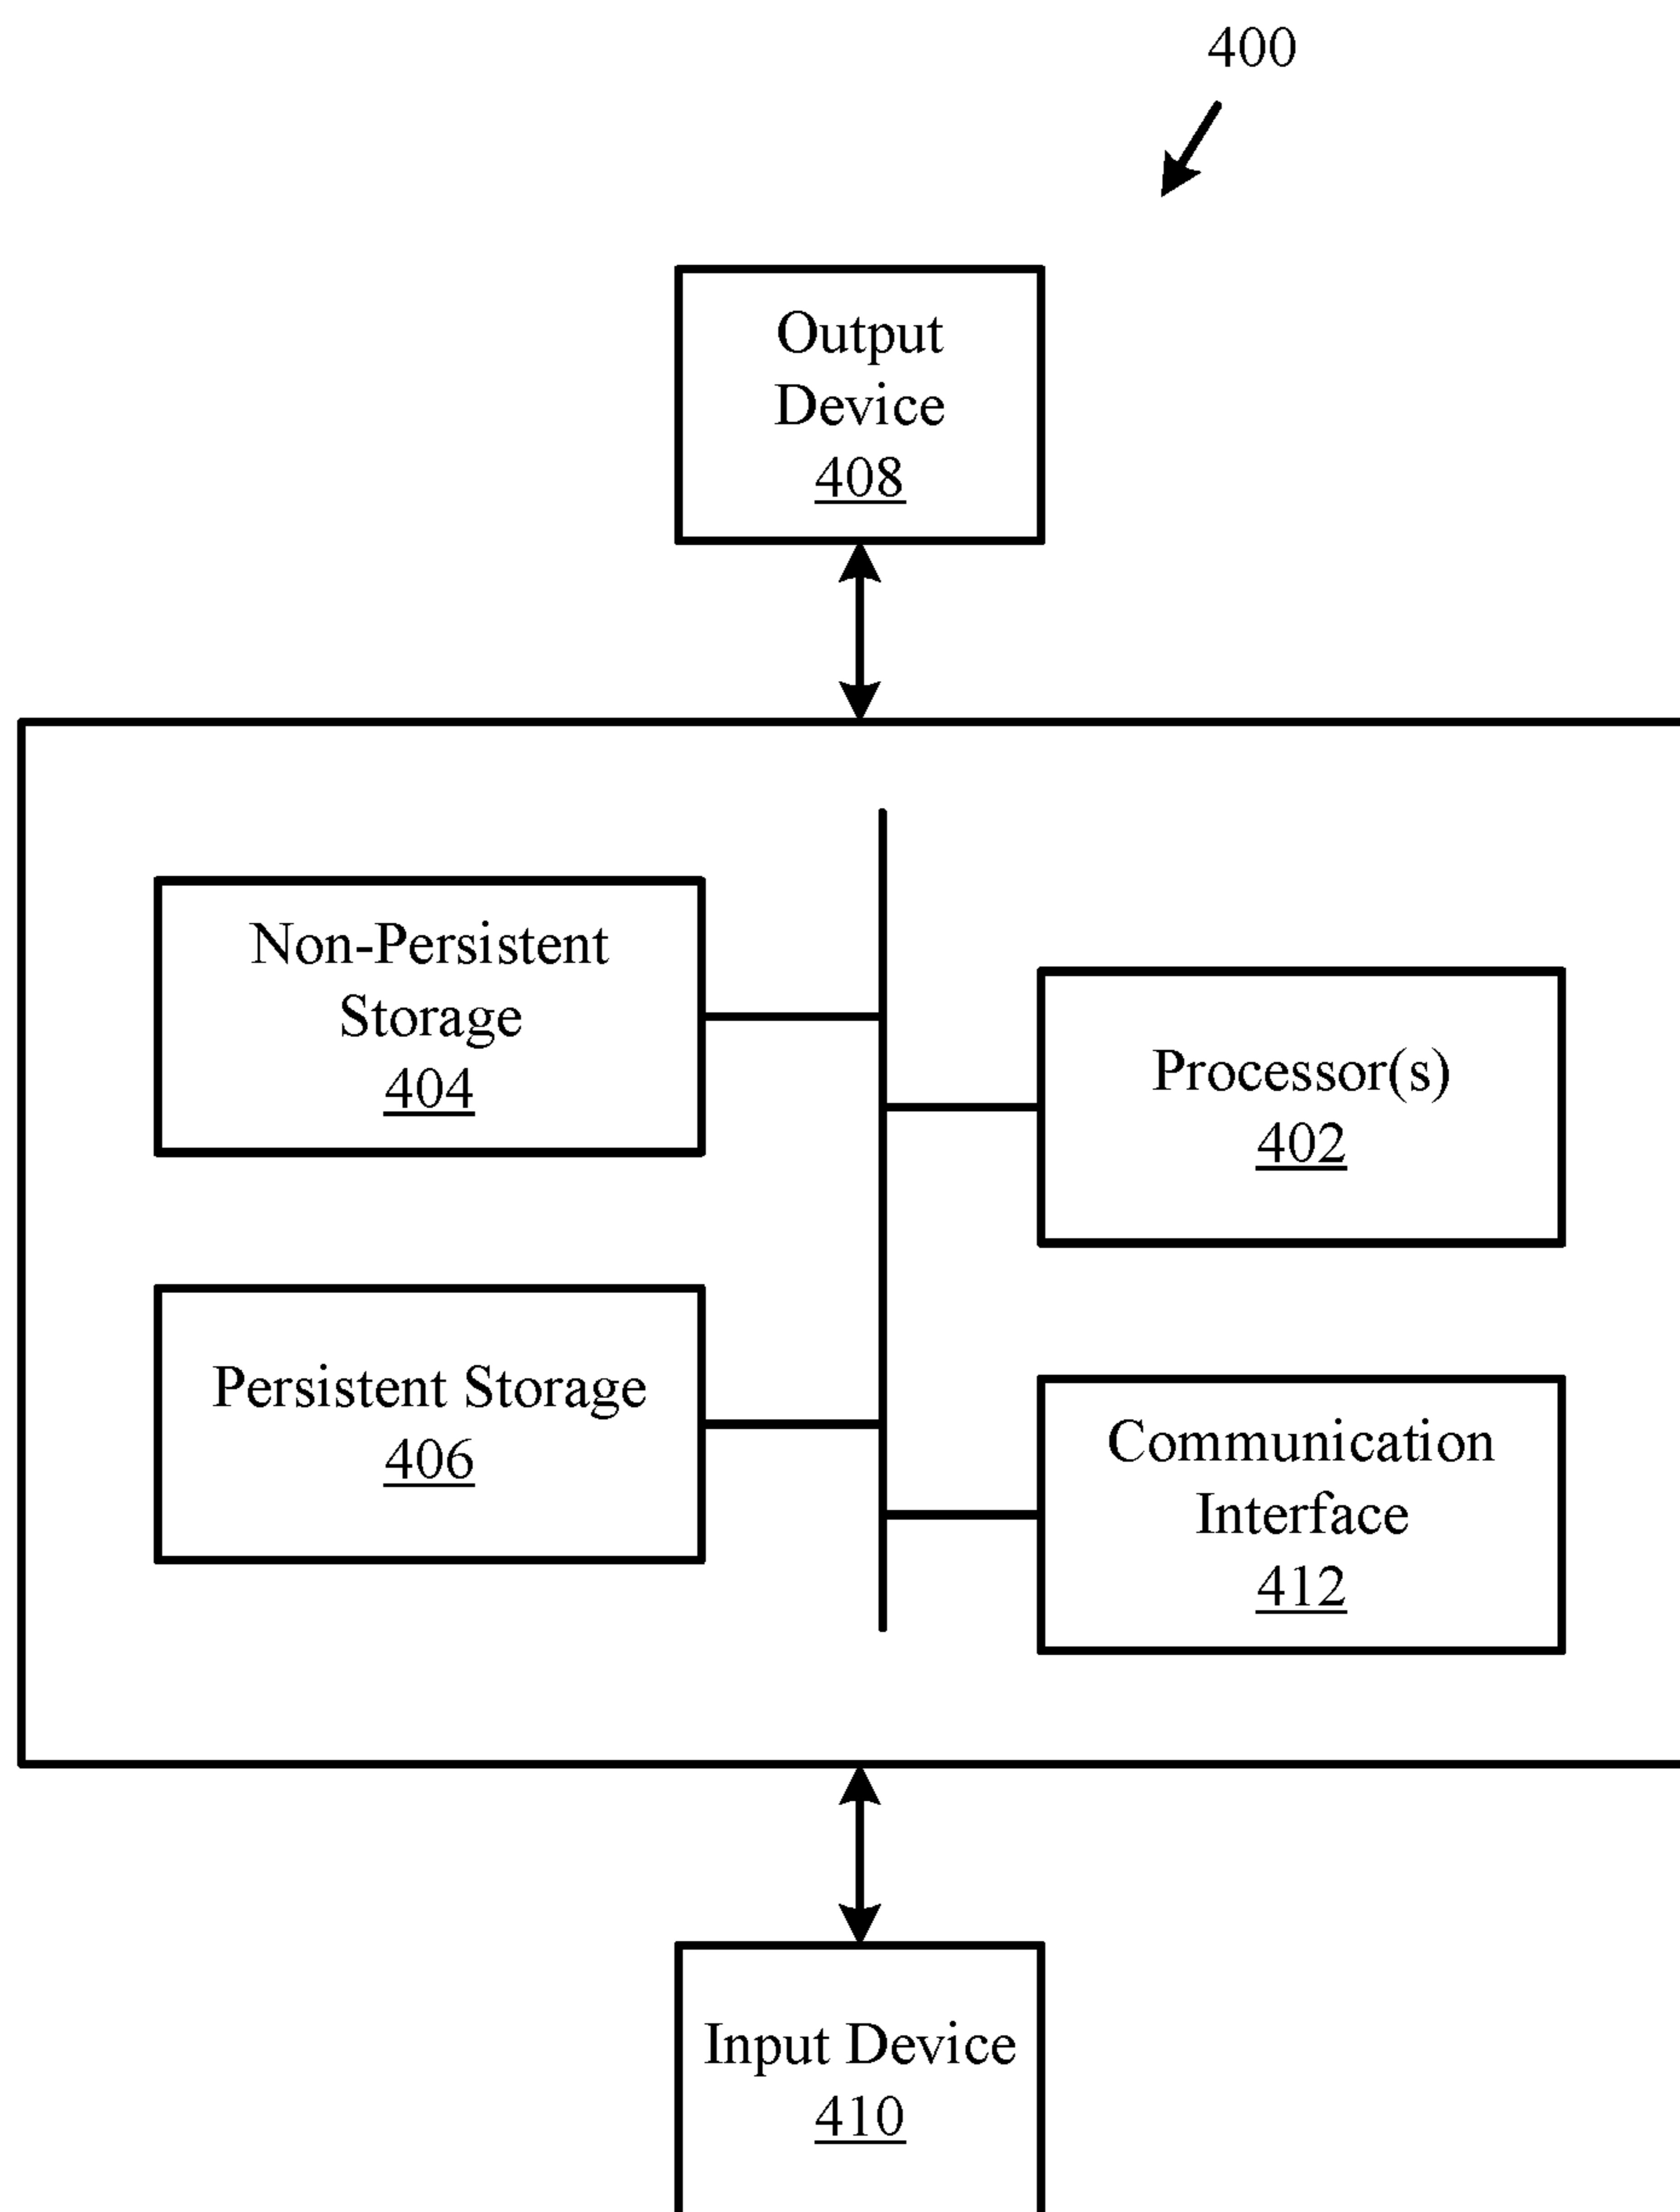 400
Output
Device
408
Non-Persistent
Storage
404
Processor(s)
402
Persistent Storage
406
Communication
Interface
412
Input Device
410